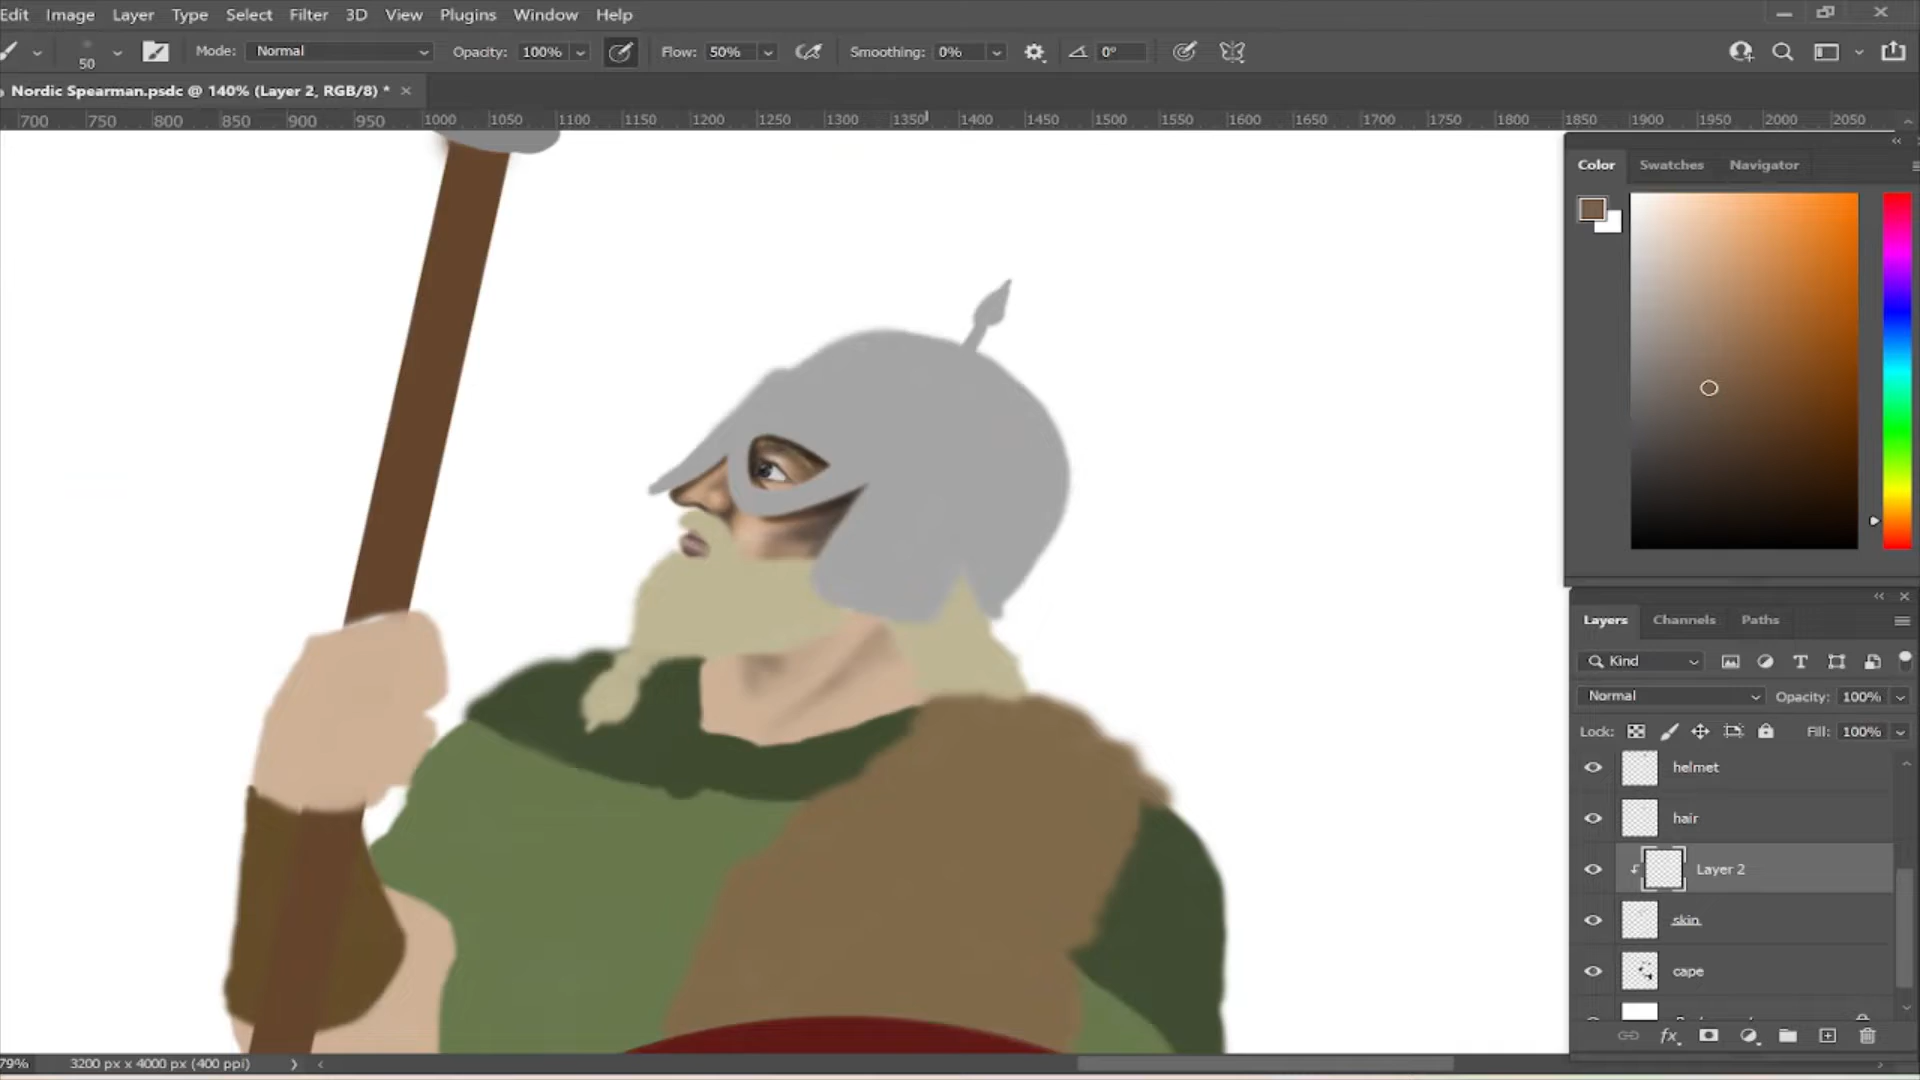 Edit Image Layer Type Select Filter 3D View Plugins Window Help
50 Mode: Normal Opacity: 100% Flow: 50% Smoothing: 0% 0°
Nordic Spearman.psdc @ 140% (Layer 2, RGB/8) * ×
700 750 800 850 900 950 1000 1050 1100 1150 1200 1250 1300 1350 1400 1450 1500 1550 1600 1650 1700 1750 1800 1850 1900 1950 2000 2050
Color Swatches Navigator
Layers Channels Paths
Kind
Normal Opacity: 100%
Lock: Fill: 100%
helmet
hair
Layer 2
skin
cape
fx
79% 3200 px x 4000 px (400 ppi)